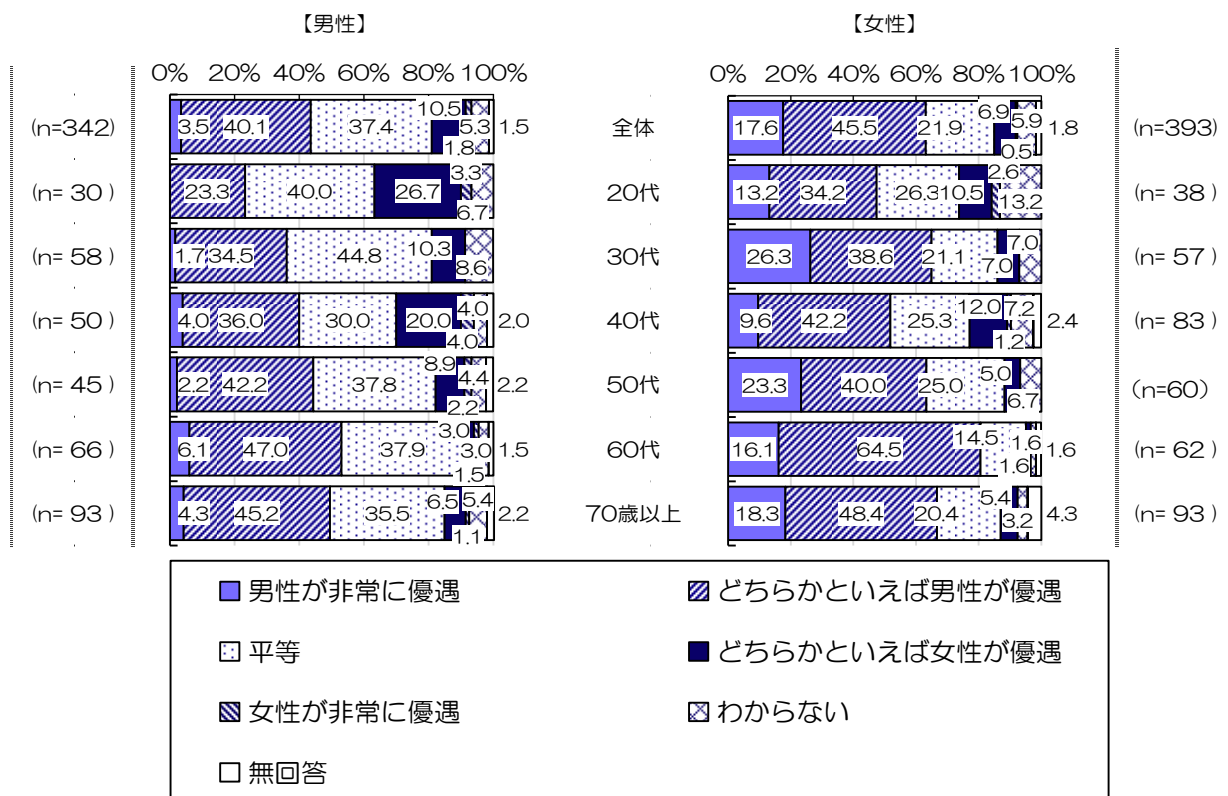 【男性】 【女性】
0% 20% 40% 60% 80% 100% 0% 20% 40% 60% 80% 100%
(n=342) 3.5 40.1 37.4 10.5 1.8 5.3 1.5 全体 17.6 45.5 21.9 6.9 0.5 5.9 1.8 (n=393)
(n= 30 ) 23.3 40.0 26.7 3.3 6.7 20代 13.2 34.2 26.3 10.5 2.6 13.2 (n= 38 )
(n= 58 ) 1.7 34.5 44.8 10.3 8.6 30代 26.3 38.6 21.1 7.0 7.0 (n= 57 )
(n= 50 ) 4.0 36.0 30.0 20.0 4.0 4.0 2.0 40代 9.6 42.2 25.3 12.0 1.2 7.2 2.4 (n= 83 )
(n= 45 ) 2.2 42.2 37.8 8.9 2.2 4.4 2.2 50代 23.3 40.0 25.0 5.0 6.7 (n=60)
(n= 66 ) 6.1 47.0 37.9 3.0 1.5 3.0 1.5 60代 16.1 64.5 14.5 1.6 1.6 1.6 (n= 62 )
(n= 93 ) 4.3 45.2 35.5 6.5 1.1 5.4 2.2 70歳以上 18.3 48.4 20.4 5.4 3.2 4.3 (n= 93 )
男性が非常に優遇 どちらかといえば男性が優遇
平等 どちらかといえば女性が優遇
女性が非常に優遇 わからない
無回答